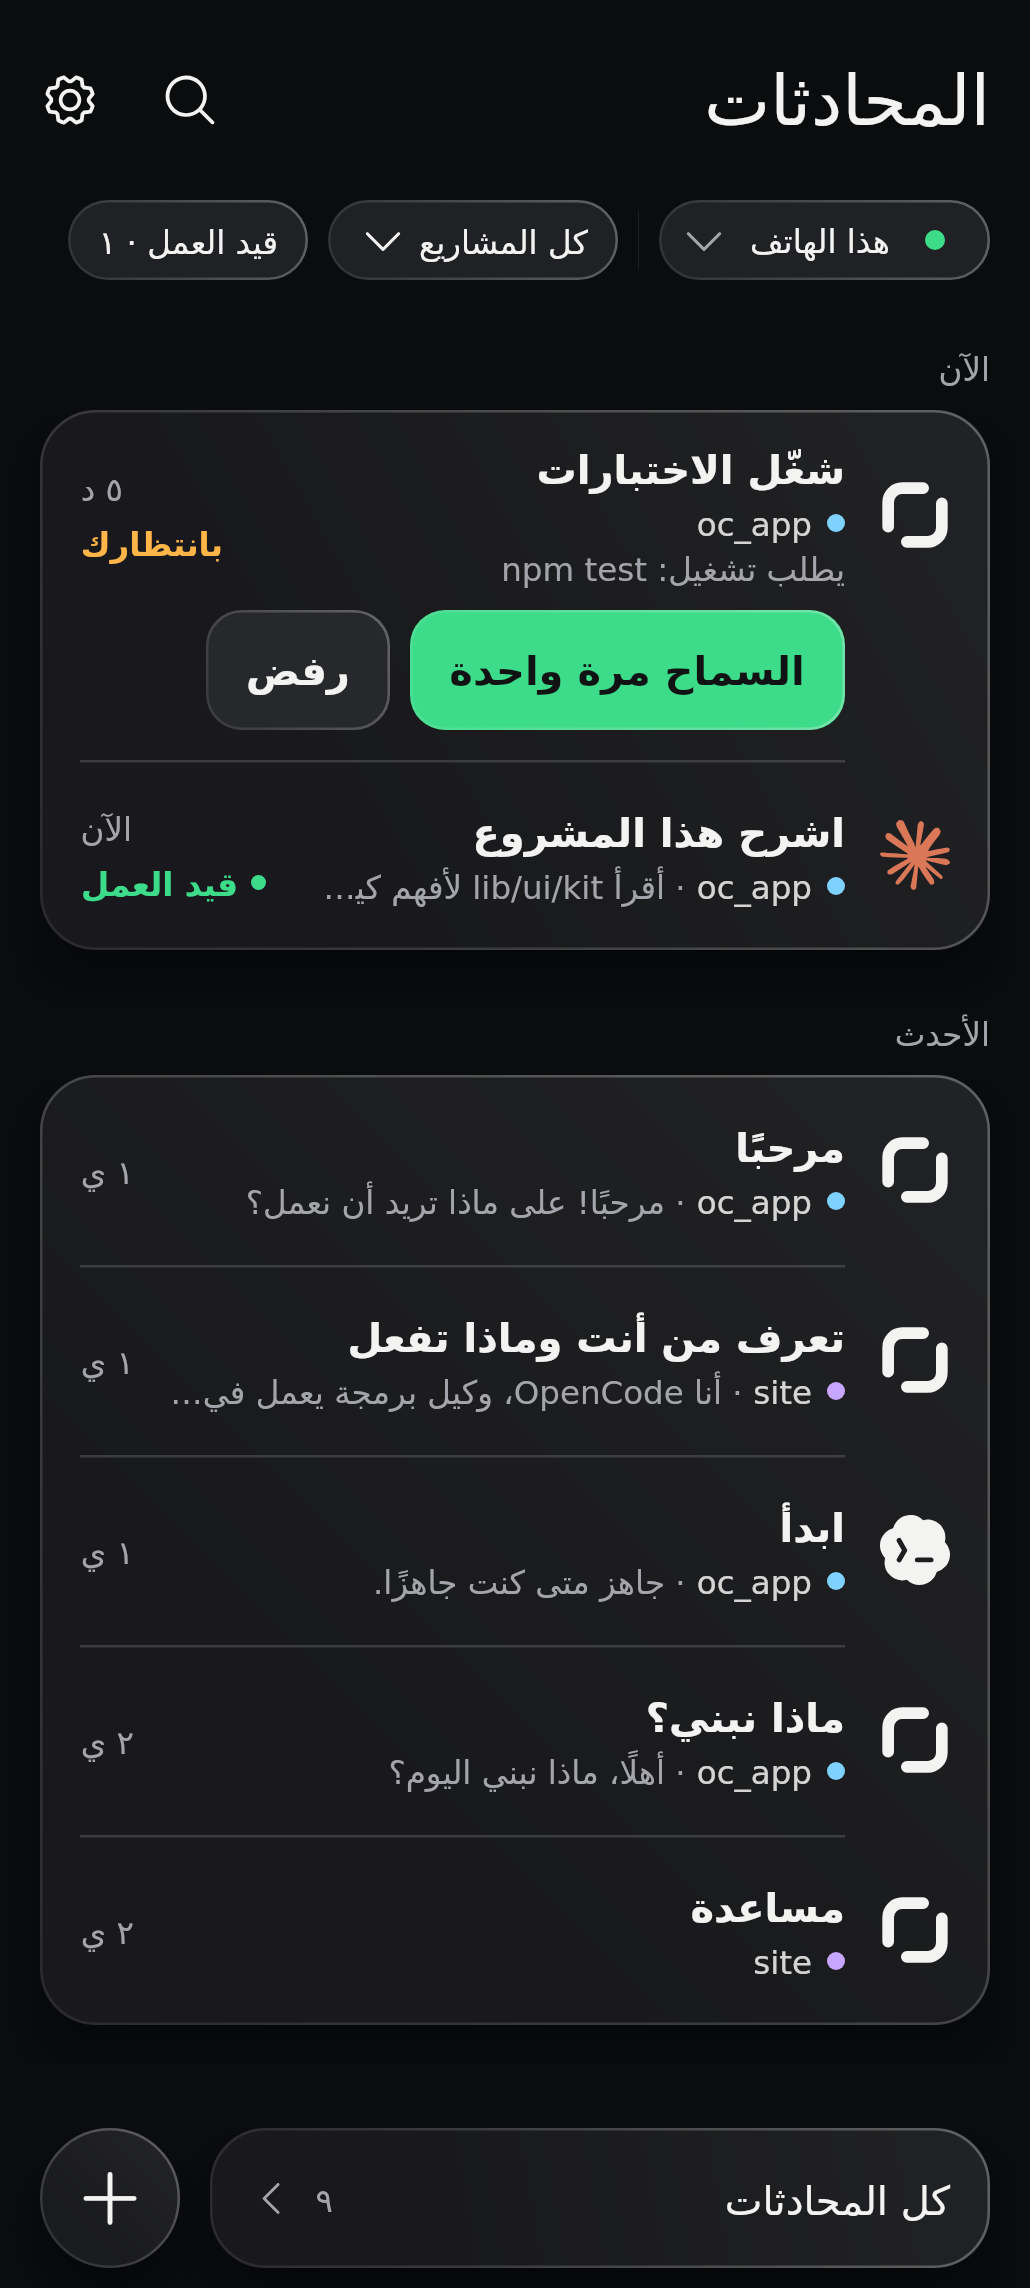 المحادثات
هذا الهاتف
كل المشاريع
قيد العمل · ١
الآن
شغّل الاختبارات
٥ د
oc_app
بانتظارك
يطلب تشغيل: npm test
السماح مرة واحدة
رفض
اشرح هذا المشروع
الآن
oc_app · أقرأ lib/ui/kit لأفهم كيـ...
قيد العمل
الأحدث
مرحبًا
١ ي
oc_app · مرحبًا! على ماذا تريد أن نعمل؟
تعرف من أنت وماذا تفعل
١ ي
site · أنا OpenCode، وكيل برمجة يعمل في...
ابدأ
١ ي
oc_app · جاهز متى كنت جاهزًا.
ماذا نبني؟
٢ ي
oc_app · أهلًا، ماذا نبني اليوم؟
مساعدة
٢ ي
site
كل المحادثات
٩